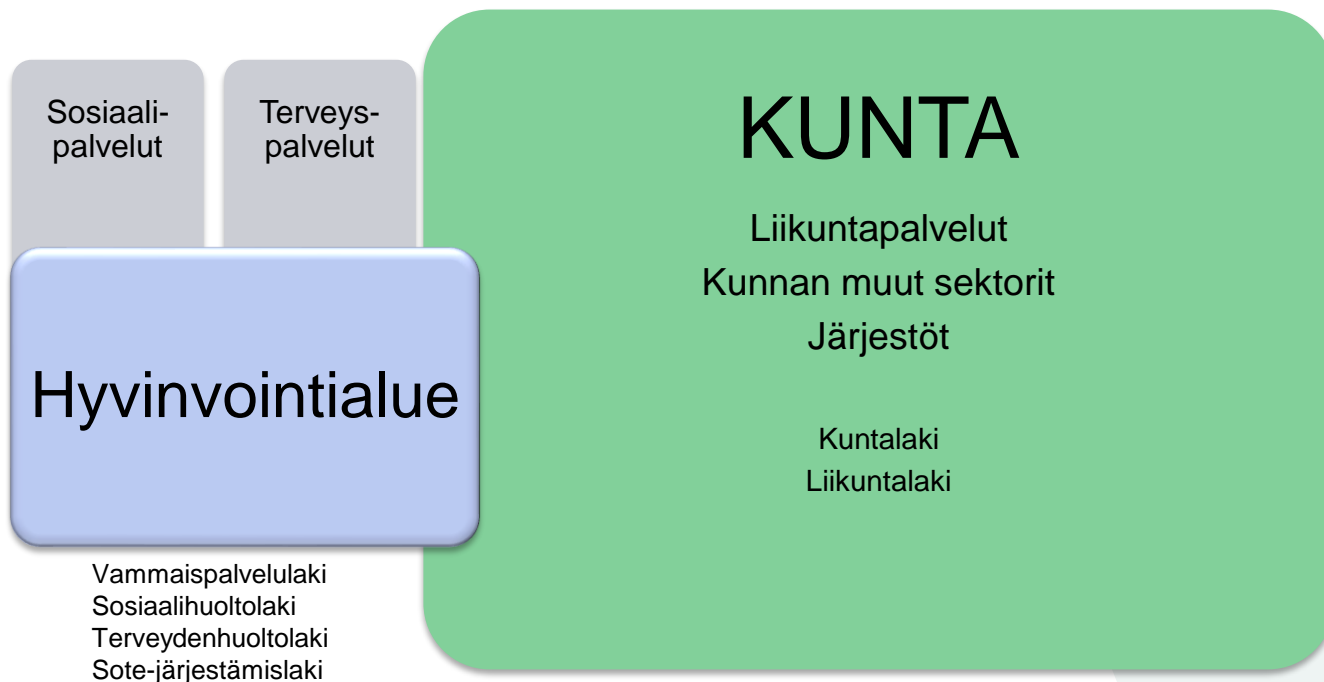 Sosiaali-
palvelut
Terveys-
palvelut
Hyvinvointialue
Vammaispalvelulaki
Sosiaalihuoltolaki
Terveydenhuoltolaki
Sote-järjestämislaki
KUNTA
Liikuntapalvelut
Kunnan muut sektorit
Järjestöt
Kuntalaki
Liikuntalaki